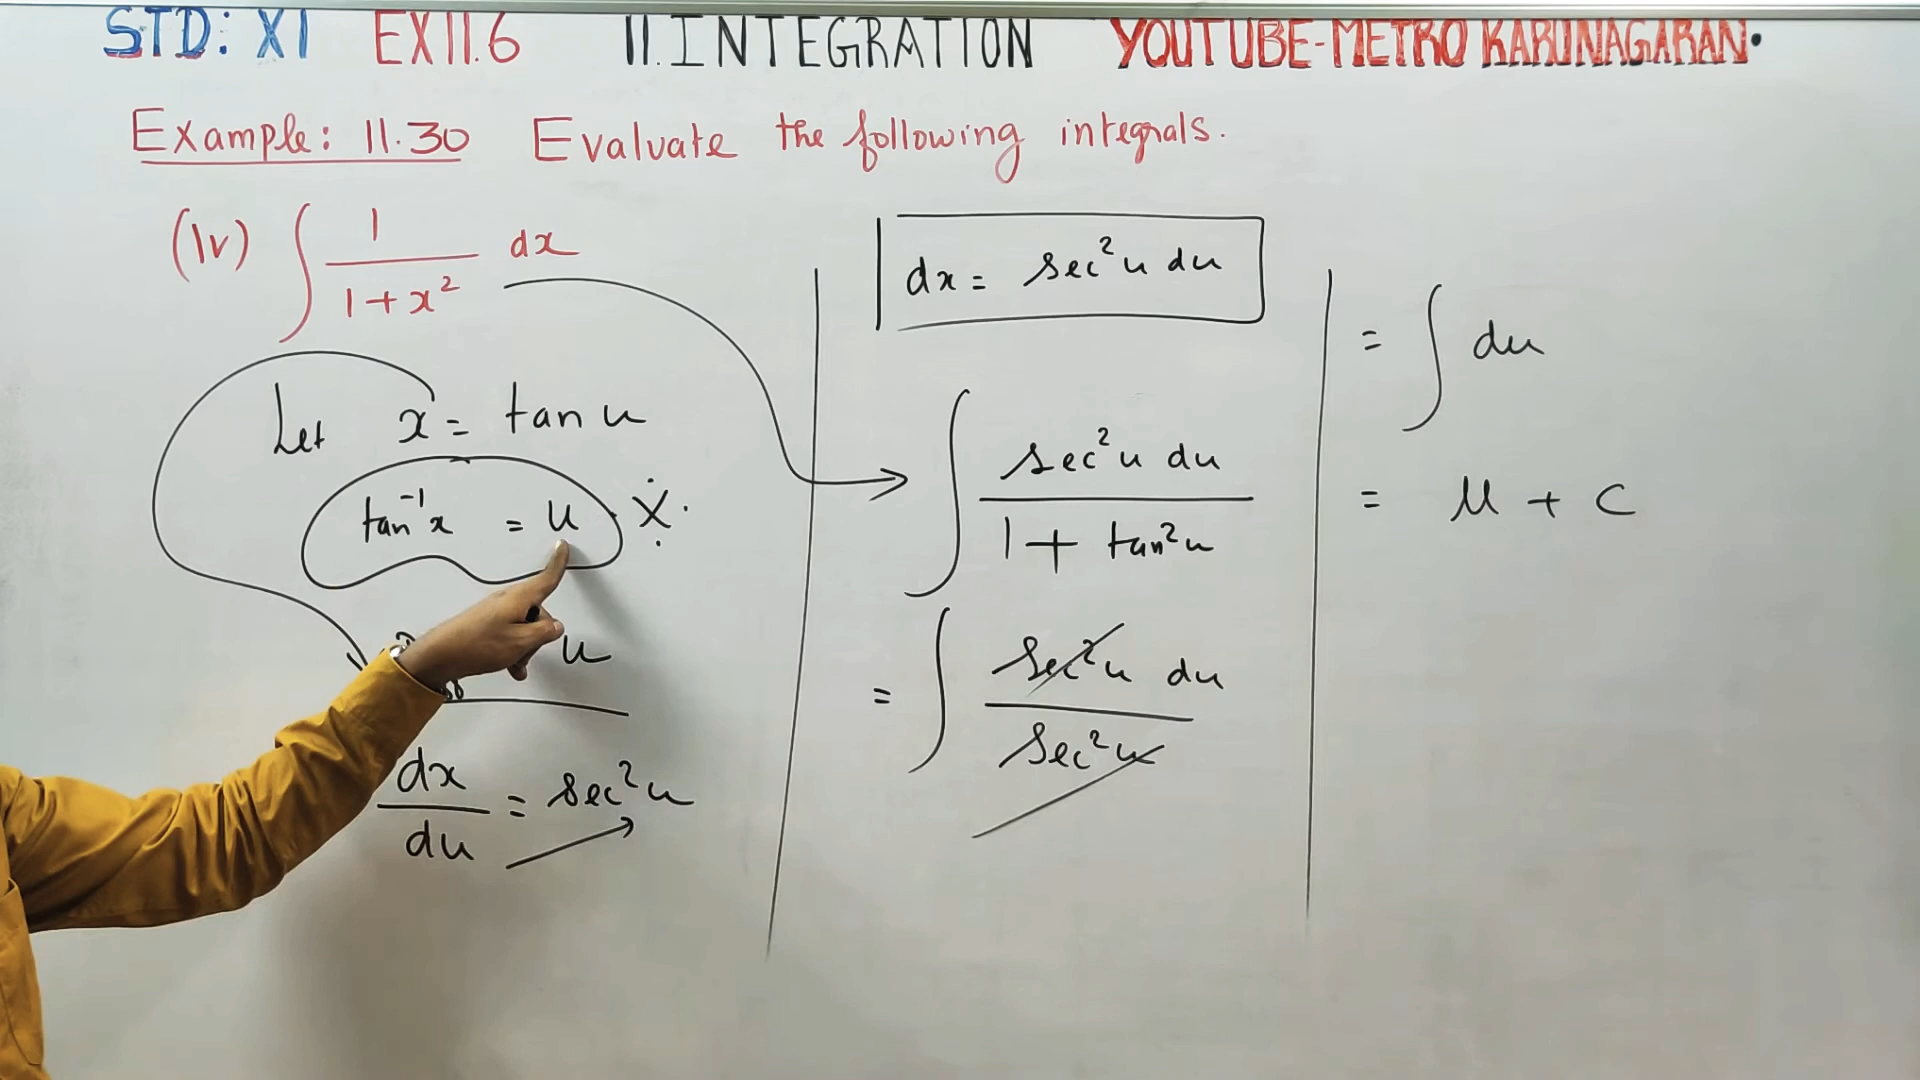 STD: XI EX11.6 11.INTEGRATION YOUTUBE-METRO KARUNAGARAN.
Example: 11.30 Evaluate the following integrals.
(iv) ∫ 1/(1+x²) dx
Let x = tan u
tan⁻¹x = u
u
dx/du = sec²u
dx = sec²u du
∫ sec²u du / 1 + tan²u
= ∫ sec²u du / sec²u
= ∫ du
= u + c